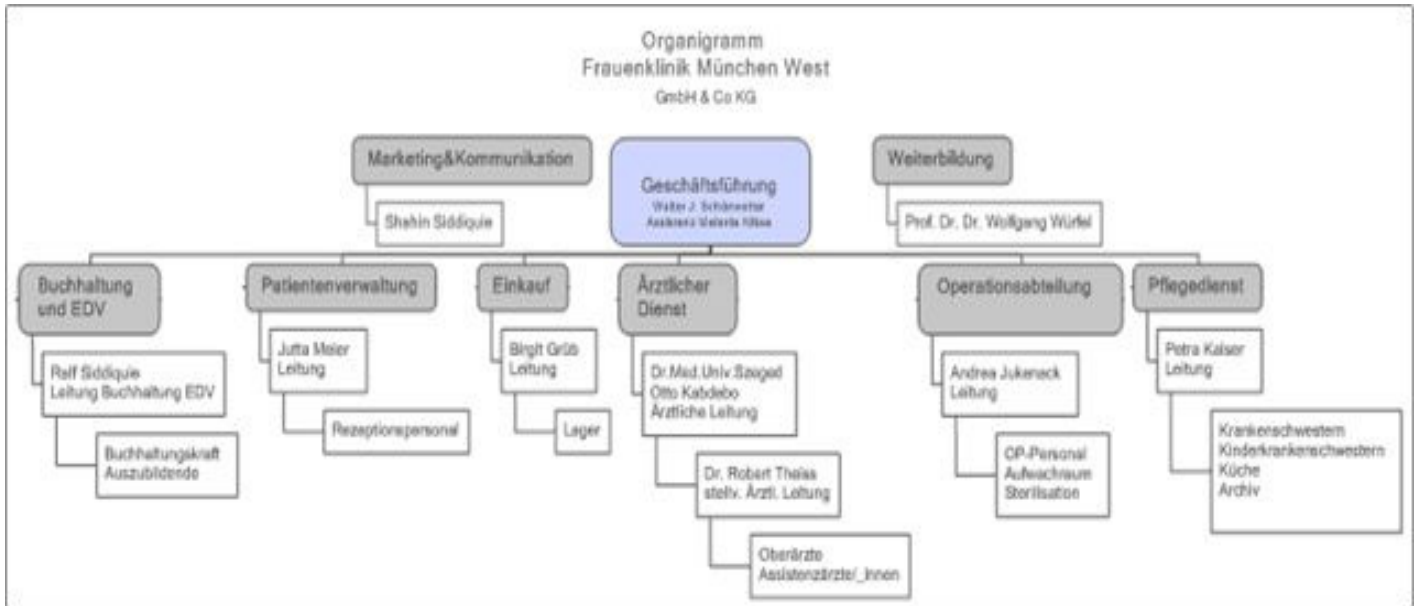 Organigramm
Frauenklinik München West
GmbH & Co KG
Marketing&Kommunikation
Shahin Siddiquie
Geschäftsführung
Walter J.
Assistenz
Weiterbildung
Prof. Dr. Dr. Wolfgang Würfel
Buchhaltung
und EDV
Ralf Siddiquie
Leitung Buchhaltung EDV
Buchhaltungskraft
Auszubildende
Patientenverwaltung
Jutta Meier
Leitung
Rezeptionspersonal
Einkauf
Birgit Grüb
Leitung
Lager
Ärztlicher
Dienst
Dr.Med.Univ.Szeged
Otto Kabdebo
Ärztliche Leitung
Dr. Robert Theiss
stellv. Ärztl. Leitung
Oberärzte
Assistenzärzte/_Innen
Operationsabteilung
Andrea Jukeneck
Leitung
OP-Personal
Aufwachraum
Sterilisation
Pflegedienst
Petra Kaiser
Leitung
Krankenschwestern
Kinderkrankenschwestern
Küche
Archiv